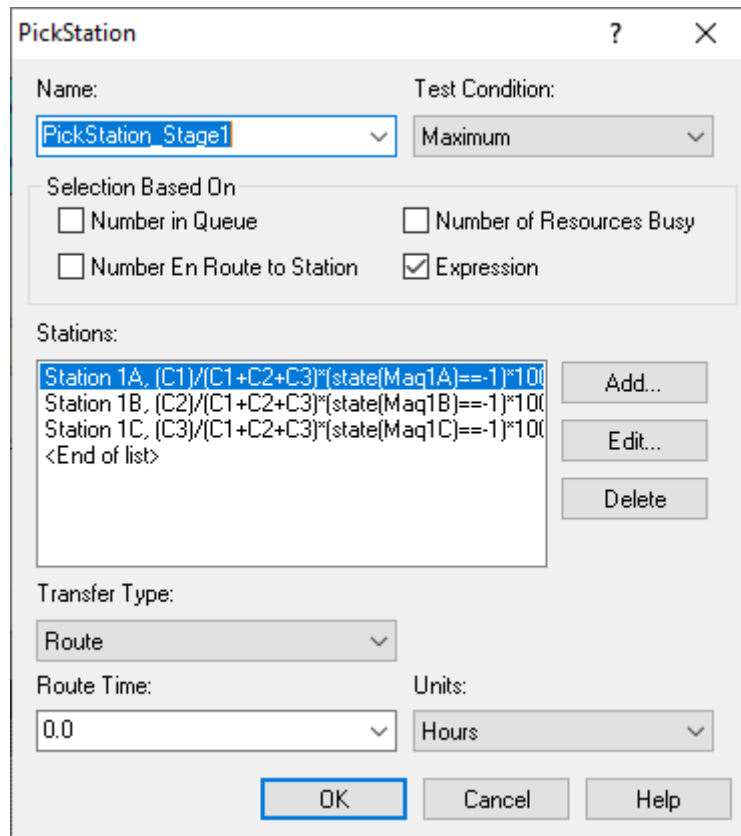 PickStation
Name: Test Condition:
PickStation_Stage1 Maximum
Selection Based On
Number in Queue Number of Resources Busy
Number En Route to Station Expression
Stations:
Station 1A, (C1)/(C1+C2+C3)*(state(Maq1A)==-1)*100 Add...
Station 1B, (C2)/(C1+C2+C3)*(state(Maq1B)==-1)*100
Station 1C, (C3)/(C1+C2+C3)*(state(Maq1C)==-1)*100 Edit...
<End of list>
Delete
Transfer Type:
Route
Route Time: Units:
0.0 Hours
OK Cancel Help